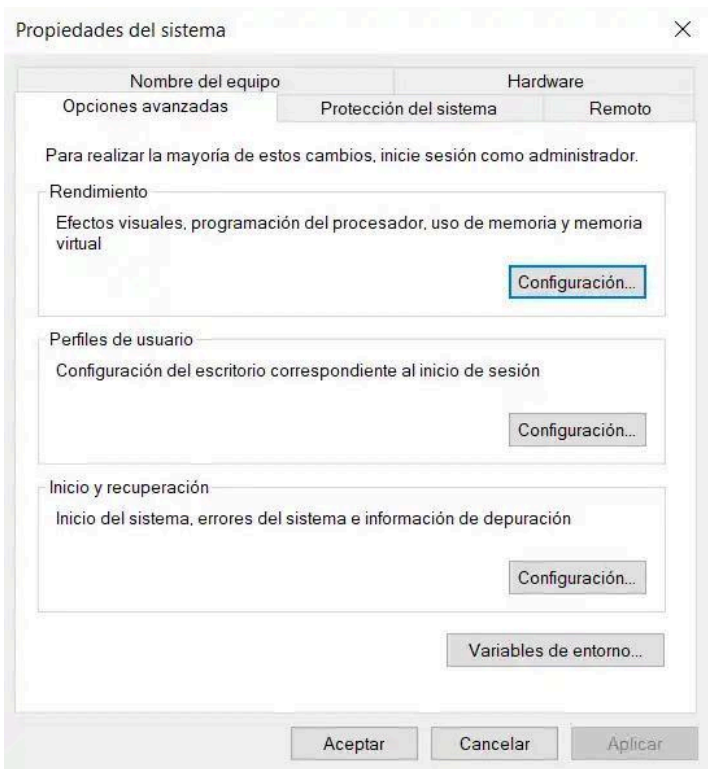 Propiedades del sistema
Nombre del equipo
Hardware
Opciones avanzadas
Protección del sistema
Remoto
Para realizar la mayoría de estos cambios, inicie sesión como administrador.
Rendimiento
Efectos visuales, programación del procesador, uso de memoria y memoria
virtual
Configuración...
Perfiles de usuario
Configuración del escritorio correspondiente al inicio de sesión
Configuración...
Inicio y recuperación
Inicio del sistema, errores del sistema e información de depuración
Configuración...
Variables de entorno...
Aceptar
Cancelar
Aplicar